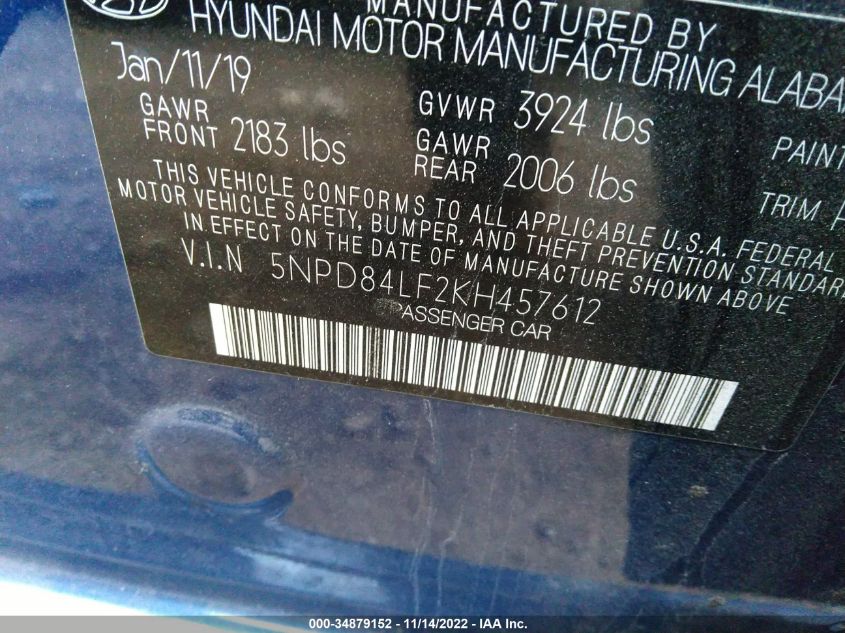 MANUFACTURED BY
HYUNDAI MOTOR MANUFACTURING ALABA
Jan/11/19
GAWR FRONT 2183 lbs
GVWR 3924 lbs
GAWR REAR 2006 lbs
PAINT
TRIM
THIS VEHICLE CONFORMS TO ALL APPLICABLE U.S.A. FEDERAL
MOTOR VEHICLE SAFETY, BUMPER, AND THEFT PREVENTION STANDAR
IN EFFECT ON THE DATE OF MANUFACTURE SHOWN ABOVE
V.I.N 5NPD84LF2KH457612
PASSENGER CAR
000-34879152 - 11/14/2022 - IAA Inc.